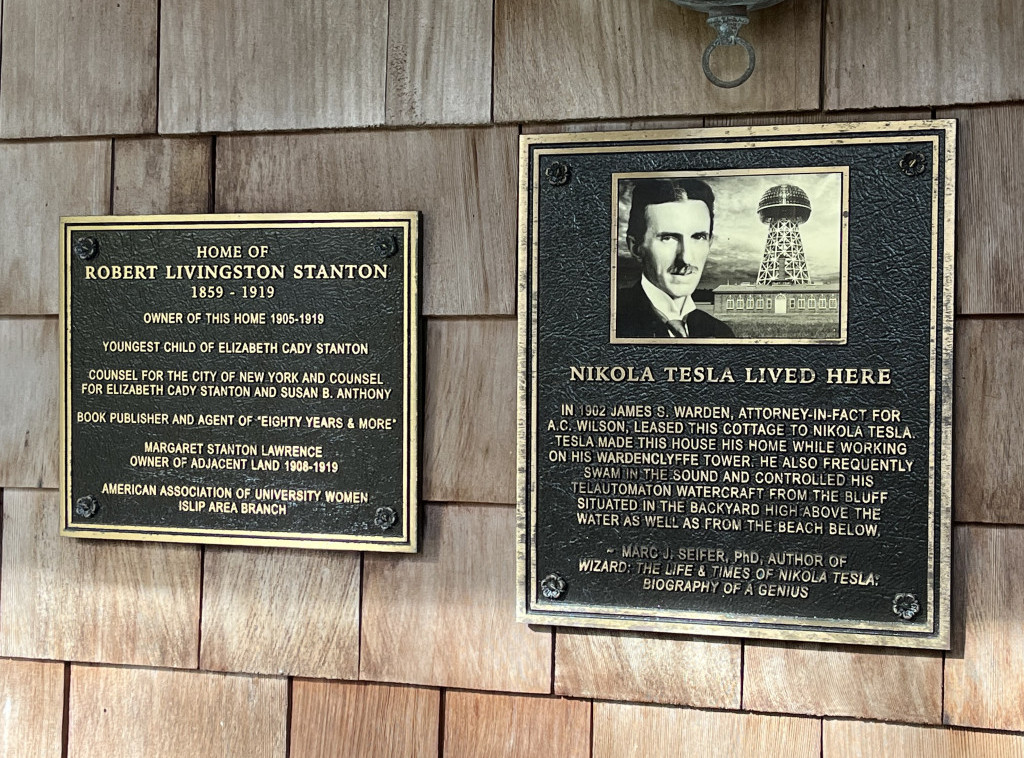 HOME OF
ROBERT LIVINGSTON STANTON
1859 - 1919
OWNER OF THIS HOME 1905-1919
YOUNGEST CHILD OF ELIZABETH CADY STANTON
COUNSEL FOR THE CITY OF NEW YORK AND COUNSEL
FOR ELIZABETH CADY STANTON AND SUSAN B. ANTHONY
BOOK PUBLISHER AND AGENT OF "EIGHTY YEARS & MORE"
MARGARET STANTON LAWRENCE
OWNER OF ADJACENT LAND 1908-1919
AMERICAN ASSOCIATION OF UNIVERSITY WOMEN
ISLIP AREA BRANCH
NIKOLA TESLA LIVED HERE
IN 1902 JAMES S. WARDEN, ATTORNEY-IN-FACT FOR
A.C. WILSON, LEASED THIS COTTAGE TO NIKOLA TESLA.
TESLA MADE THIS HOUSE HIS HOME WHILE WORKING
ON HIS WARDENCLYFFE TOWER. HE ALSO FREQUENTLY
SWAM IN THE SOUND AND CONTROLLED HIS
TELAUTOMATON WATERCRAFT FROM THE BLUFF
SITUATED IN THE BACKYARD HIGH ABOVE THE
WATER AS WELL AS FROM THE BEACH BELOW.
~ MARC J. SEIFER, PhD, AUTHOR OF
WIZARD: THE LIFE & TIMES OF NIKOLA TESLA:
BIOGRAPHY OF A GENIUS